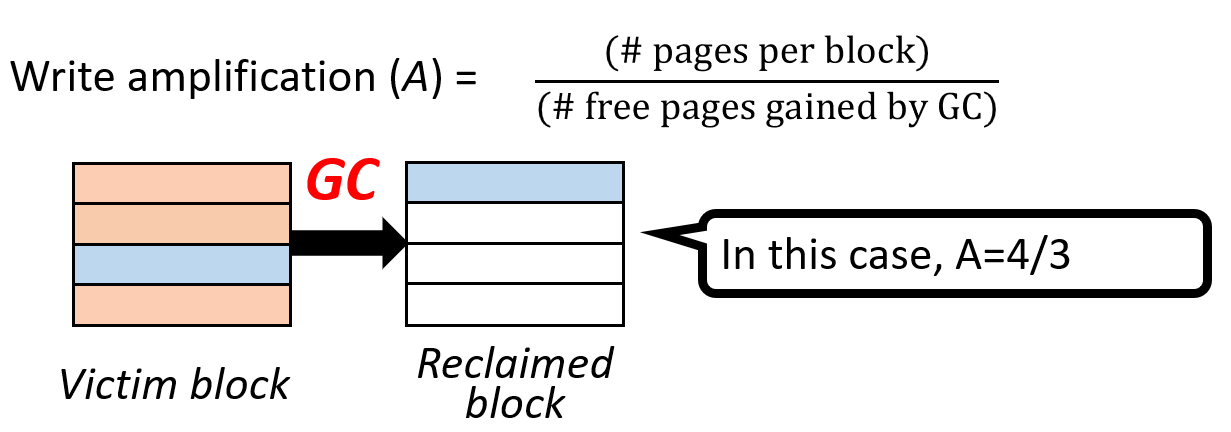 Write amplification (A) =
(# pages per block)
(# free pages gained by GC)
GC
In this case, A=4/3
Victim block
Reclaimed
block